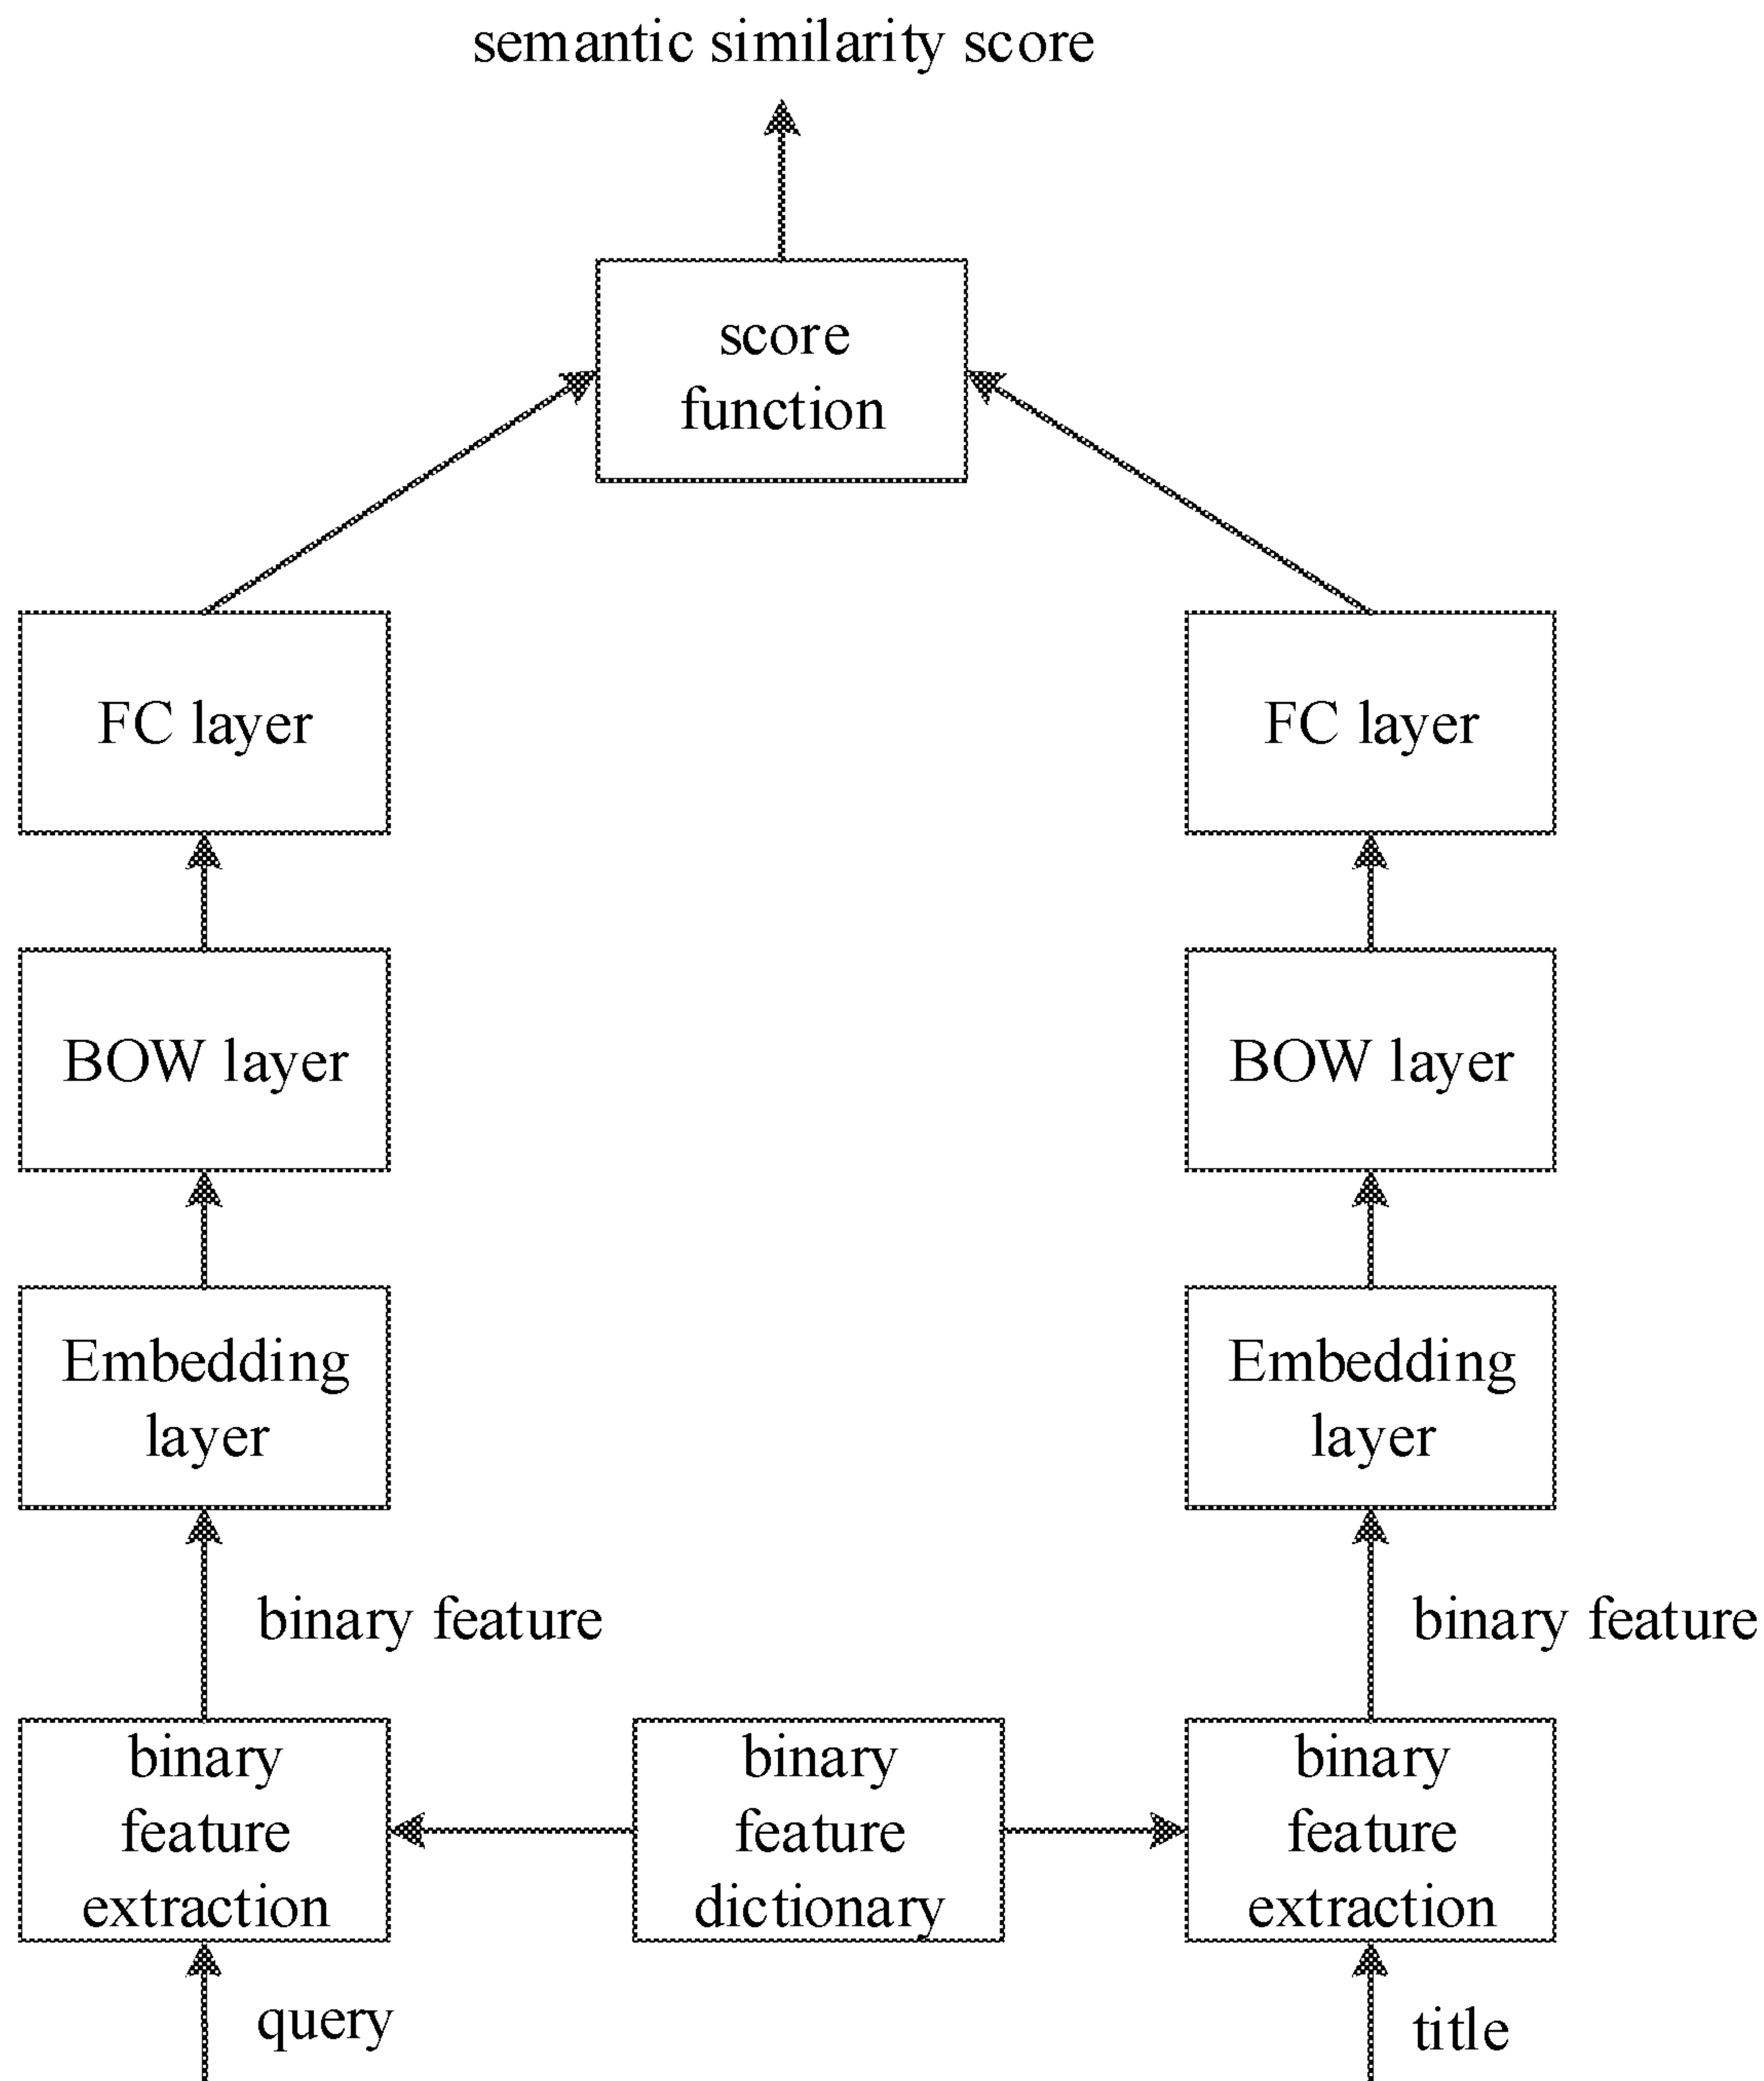 semantic similarity score
score
function
FC layer
FC layer
BOW layer
BOW layer
Embedding
layer
Embedding
layer
binary feature
binary feature
binary
feature
extraction
binary
feature
dictionary
binary
feature
extraction
query
title